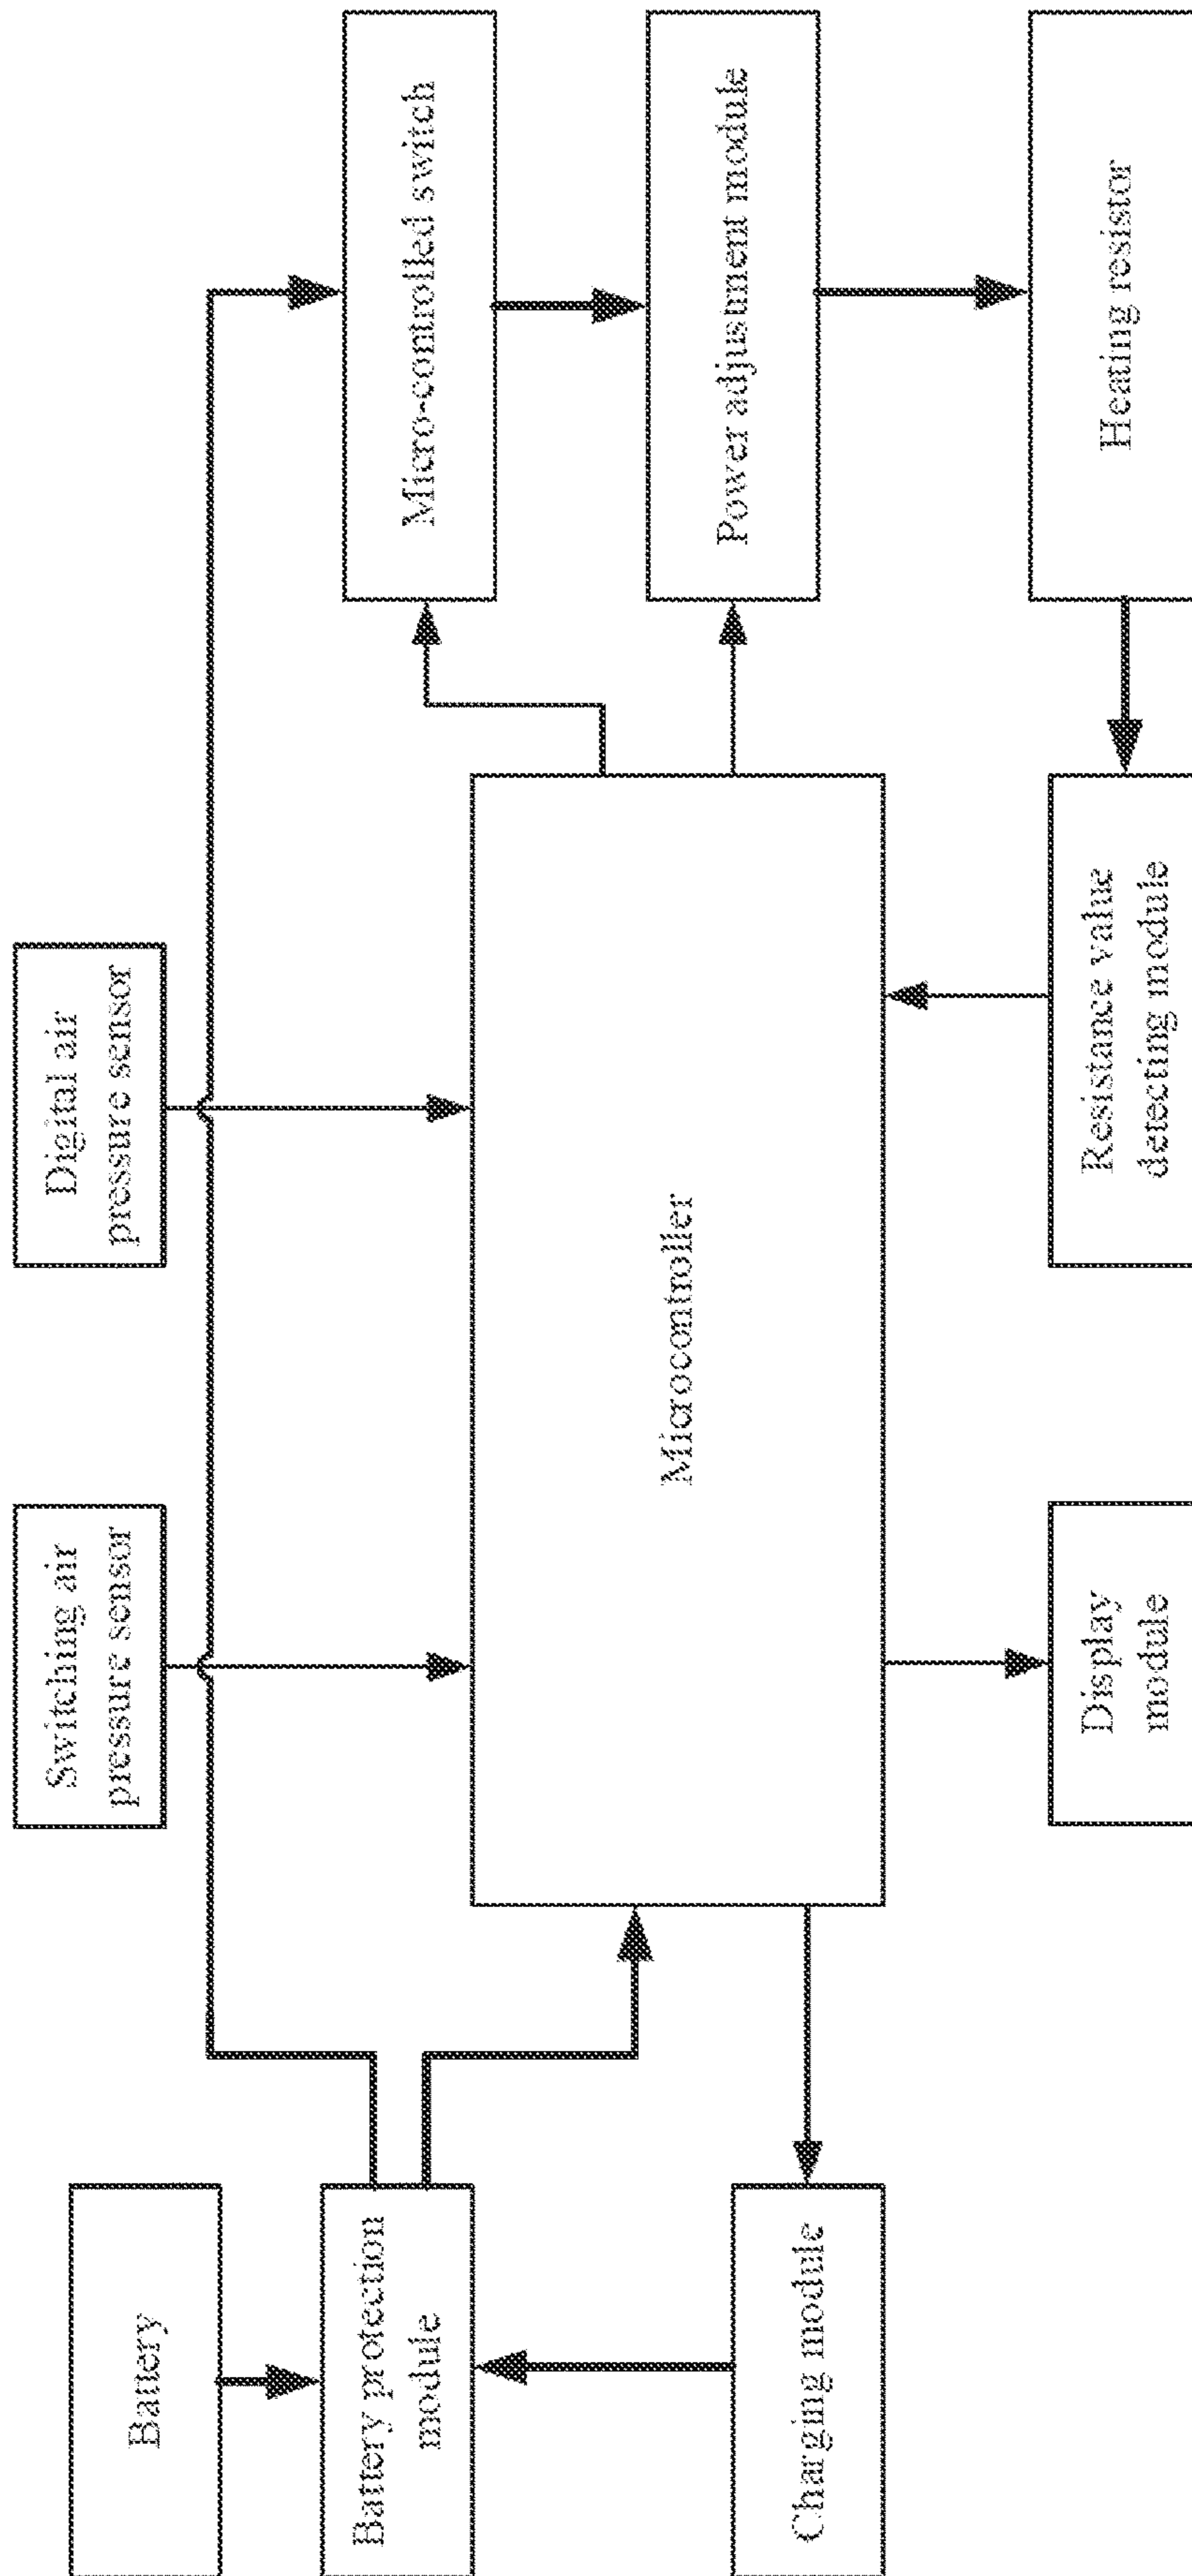 Battery
Switching air
pressure sensor
Digital air
pressure sensor
Battery protection
module
Micro-controlled switch
Microcontroller
Power adjustment module
Charging module
Display
module
Resistance value
detecting module
Heating resistor